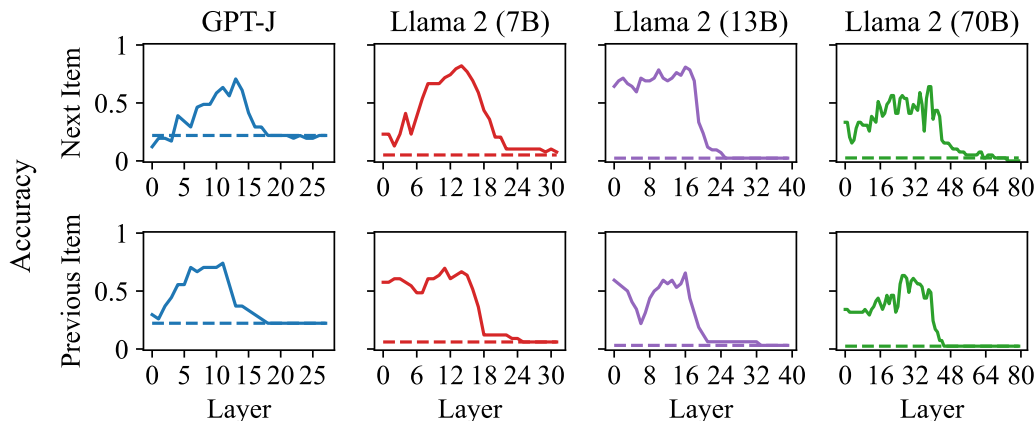 GPT-J Llama 2 (7B) Llama 2 (13B) Llama 2 (70B)
Accuracy
Next Item
1
0.5
0
0 5 10 15 20 25
0 6 12 18 24 30
0 8 16 24 32 40
0 16 32 48 64 80
Previous Item
1
0.5
0
0 5 10 15 20 25
0 6 12 18 24 30
0 8 16 24 32 40
0 16 32 48 64 80
Layer Layer Layer Layer